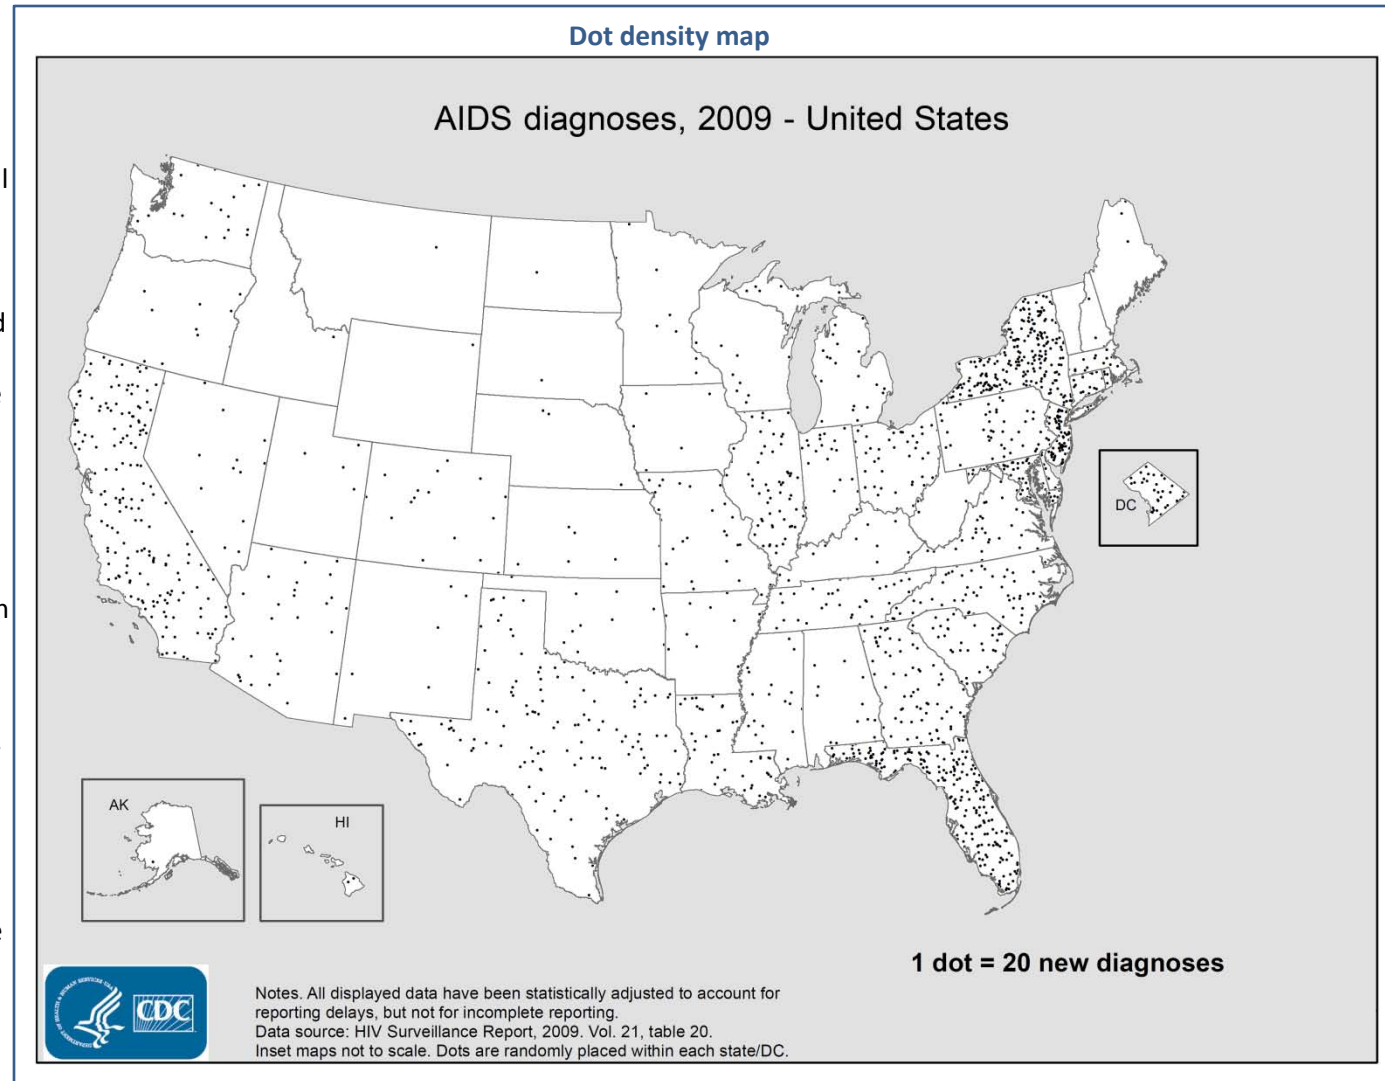 Dot density map
AIDS diagnoses, 2009 - United States
DC
AK
HI
1 dot = 20 new diagnoses
CDC
Notes. All displayed data have been statistically adjusted to account for
reporting delays, but not for incomplete reporting.
Data source: HIV Surveillance Report, 2009. Vol. 21, table 20.
Inset maps not to scale. Dots are randomly placed within each state/DC.